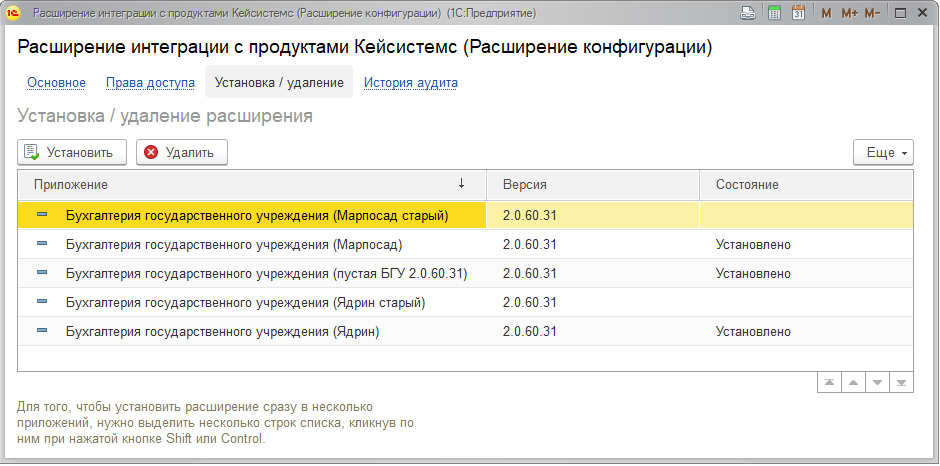 Расширение интеграции с продуктами Кейсистемс (Расширение конфигурации) (1С:Предприятие)
31
M M+ M−
Расширение интеграции с продуктами Кейсистемс (Расширение конфигурации)
Основное Права доступа Установка / удаление История аудита
Установка / удаление расширения
Установить Удалить Еще
Приложение ↓ Версия Состояние
Бухгалтерия государственного учреждения (Марпосад старый) 2.0.60.31
Бухгалтерия государственного учреждения (Марпосад) 2.0.60.31 Установлено
Бухгалтерия государственного учреждения (пустая БГУ 2.0.60.31) 2.0.60.31 Установлено
Бухгалтерия государственного учреждения (Ядрин старый) 2.0.60.31
Бухгалтерия государственного учреждения (Ядрин) 2.0.60.31 Установлено
Для того, чтобы установить расширение сразу в несколько
приложений, нужно выделить несколько строк списка, кликнув по
ним при нажатой кнопке Shift или Control.